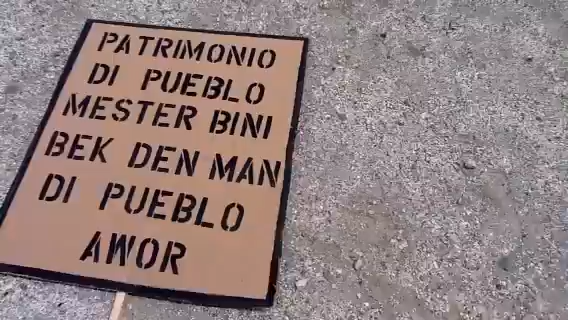 PATRIMONIO
DI PUEBLO
MESTER BINI
BEK DEN MAN
DI PUEBLO
AWOR